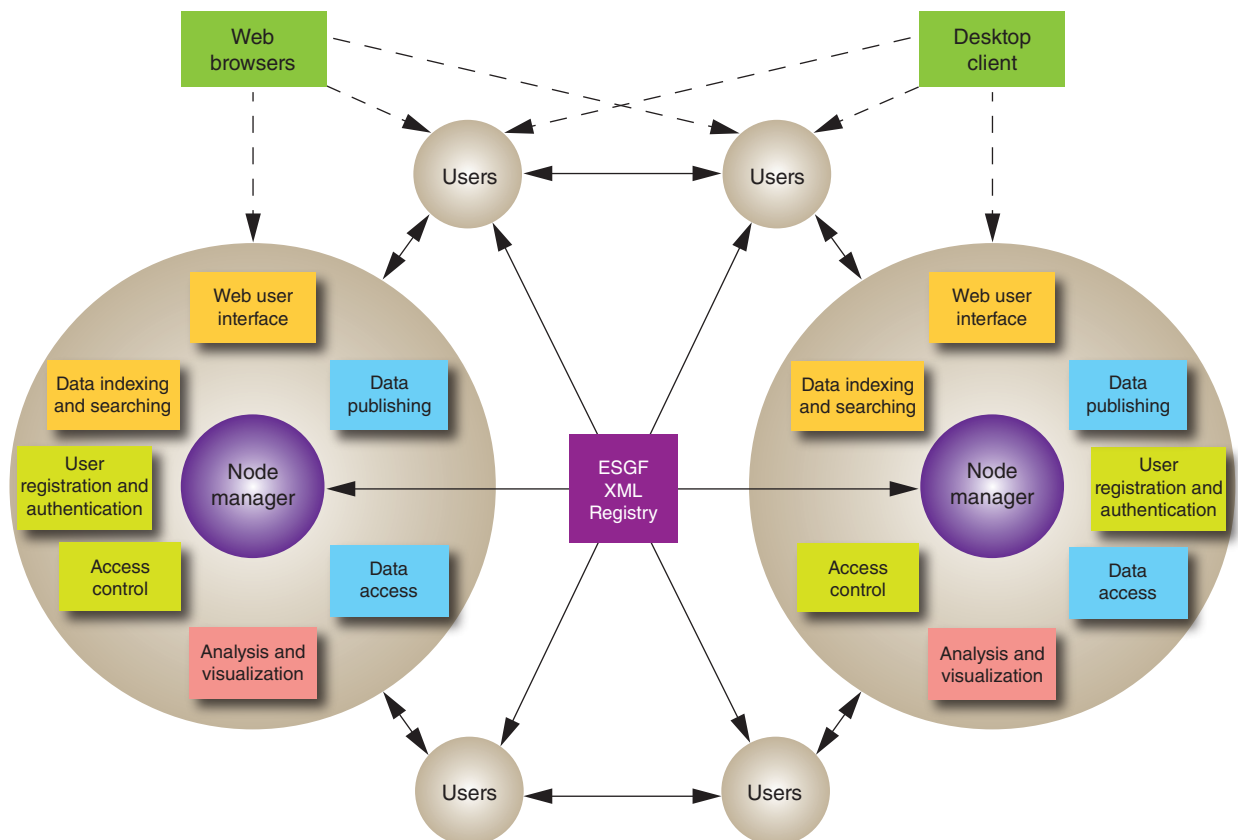 Web
browsers
Desktop
client
Users
Users
Web user
interface
Data indexing
and searching
Data
publishing
User
registration and
authentication
Node
manager
Access
control
Data
access
Analysis and
visualization
ESGF
XML
Registry
Web user
interface
Data indexing
and searching
Data
publishing
Node
manager
User
registration and
authentication
Access
control
Data
access
Analysis and
visualization
Users
Users